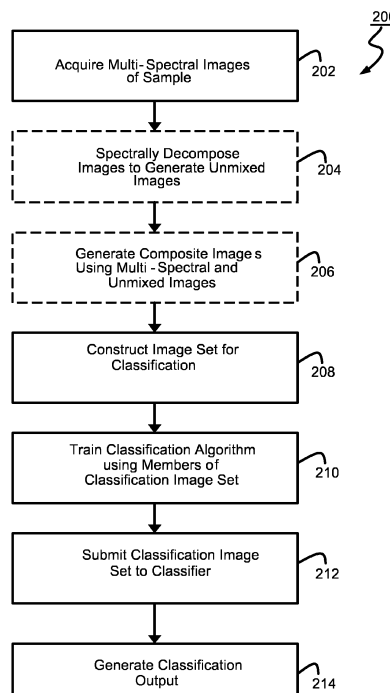 200
Acquire Multi-Spectral Images
of Sample
202
Spectrally Decompose
Images to Generate Unmixed
Images
204
Generate Composite Images
Using Multi - Spectral and
Unmixed Images
206
Construct Image Set for
Classification
208
Train Classification Algorithm
using Members of
Classification Image Set
210
Submit Classification Image
Set to Classifier
212
Generate Classification
Output
214